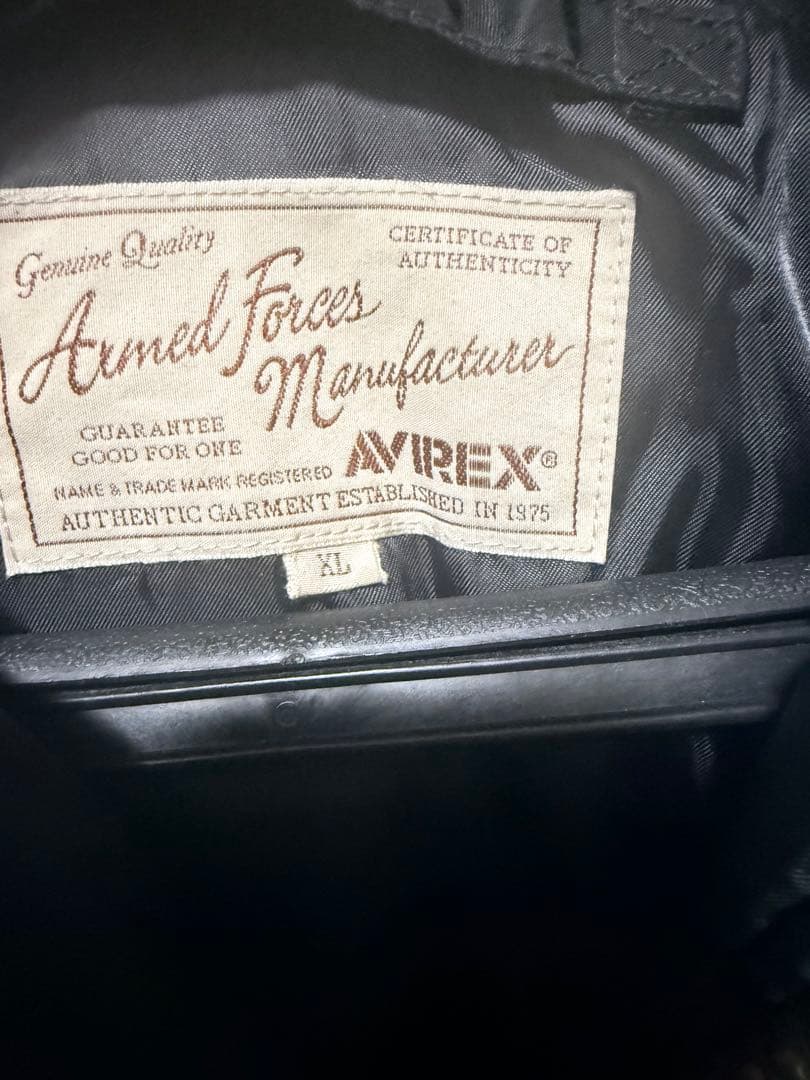 Genuine Quality
CERTIFICATE OF
AUTHENTICITY
Armed Forces
Manufacturer
GUARANTEE
GOOD FOR ONE
AVIREX®
NAME & TRADE MARK REGISTERED
AUTHENTIC GARMENT ESTABLISHED IN 1975
XL